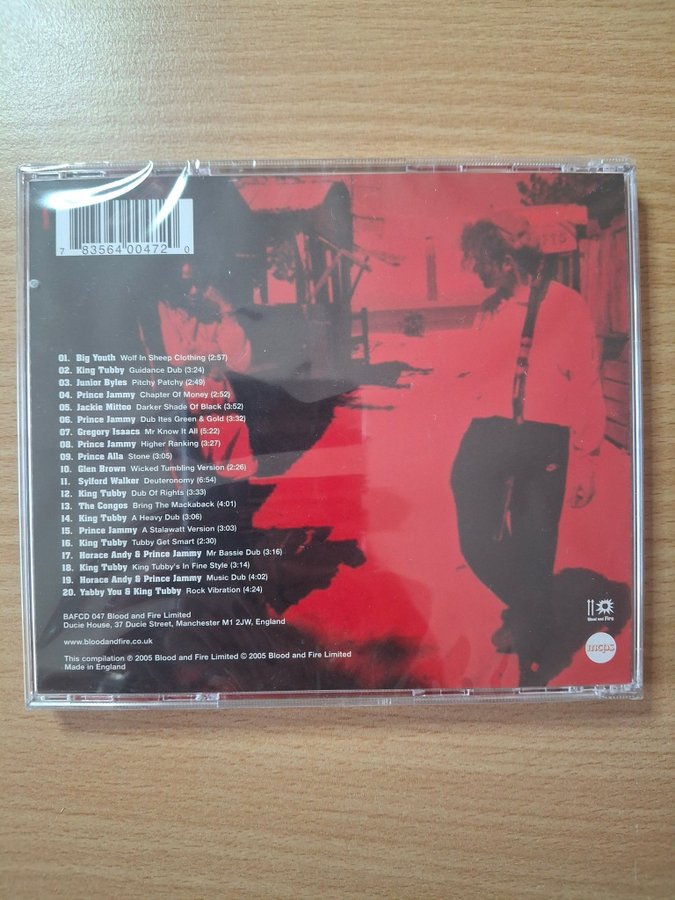 7 83564 00472 0
01. Big Youth Wolf In Sheep Clothing (2:57)
02. King Tubby Guidance Dub (3:24)
03. Junior Byles Pitchy Patchy (2:49)
04. Prince Jammy Chapter Of Money (2:52)
05. Jackie Mittoo Darker Shade Of Black (3:52)
06. Prince Jammy Dub Ites Green & Gold (3:32)
07. Gregory Isaacs Mr Know It All (5:22)
08. Prince Jammy Higher Ranking (3:27)
09. Prince Alla Stone (3:05)
10. Glen Brown Wicked Tumbling Version (2:26)
11. Sylford Walker Deuteronomy (6:54)
12. King Tubby Dub Of Rights (3:33)
13. The Congos Bring The Mackaback (4:01)
14. King Tubby A Heavy Dub (3:06)
15. Prince Jammy A Stalawatt Version (3:03)
16. King Tubby Tubby Get Smart (2:30)
17. Horace Andy & Prince Jammy Mr Bassie Dub (3:16)
18. King Tubby King Tubby's In Fine Style (3:14)
19. Horace Andy & Prince Jammy Music Dub (4:02)
20. Yabby You & King Tubby Rock Vibration (4:24)
BAFCD 047 Blood and Fire Limited
Ducie House, 37 Ducie Street, Manchester M1 2JW, England
www.bloodandfire.co.uk
This compilation ℗ 2005 Blood and Fire Limited © 2005 Blood and Fire Limited
Made in England
Blood and Fire
mcps